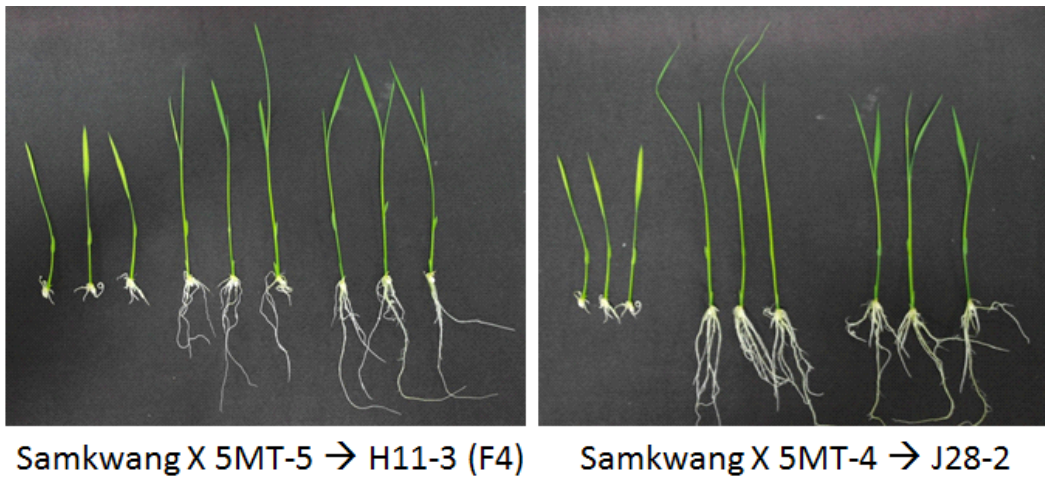 Samkwang X 5MT-5 → H11-3 (F4)
Samkwang X 5MT-4 → J28-2